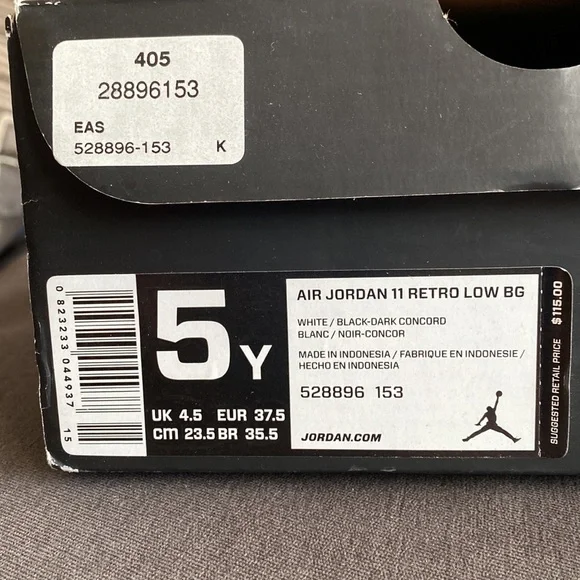 405
28896153
EAS
528896-153 K
0 823233 044937 15
5Y
UK 4.5 EUR 37.5
CM 23.5 BR 35.5
AIR JORDAN 11 RETRO LOW BG
WHITE / BLACK-DARK CONCORD
BLANC / NOIR-CONCOR
MADE IN INDONESIA / FABRIQUE EN INDONESIE /
HECHO EN INDONESIA
528896 153
JORDAN.COM
SUGGESTED RETAIL PRICE $115.00